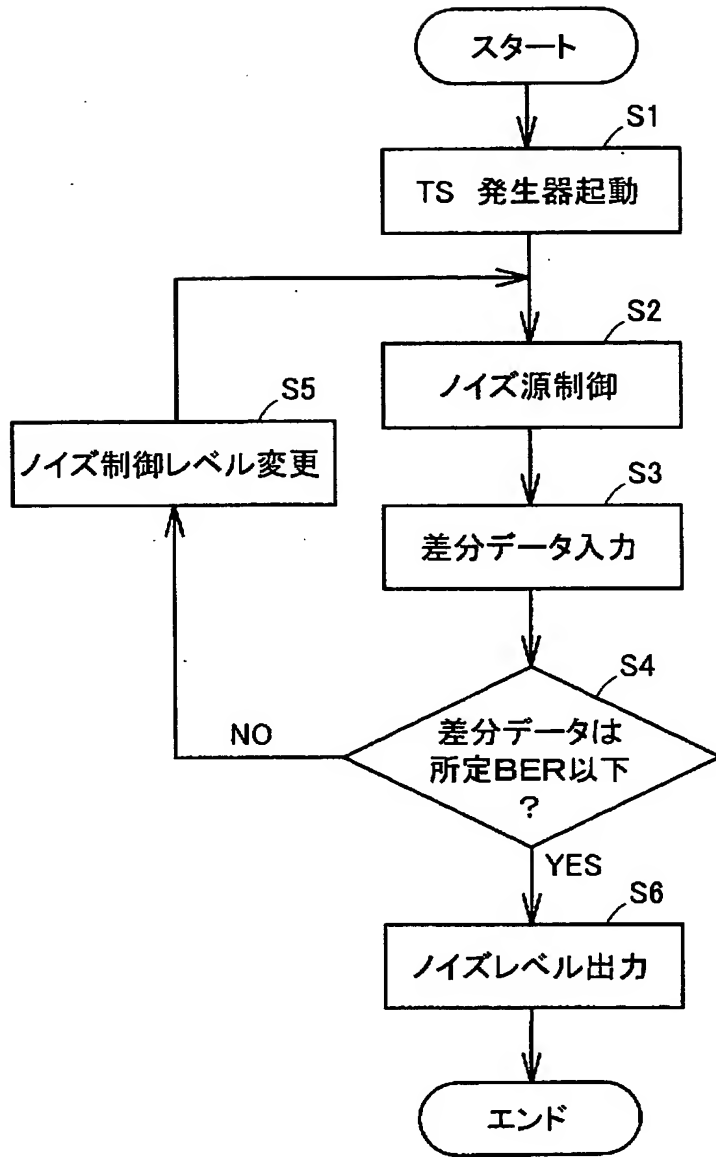 スタート
S1
TS 発生器起動
S2
ノイズ源制御
S5
ノイズ制御レベル変更
S3
差分データ入力
S4
差分データは
所定BER以下
?
NO
YES
S6
ノイズレベル出力
エンド